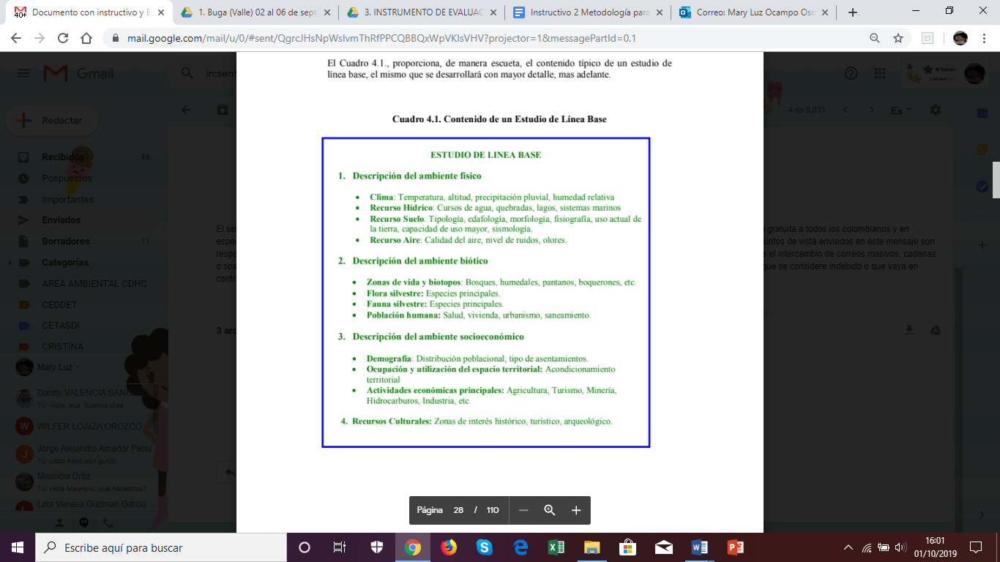 Documento con instructivo y E
1. Buga (Valle) 02 al 06 de sept
3. INSTRUMENTO DE EVALUAC
Instructivo 2 Metodología para
Correo: Mary Luz Ocampo Oso
mail.google.com/mail/u/0/#sent/QgrcJHsNpWslvmThRfPPCQBBQxWpVKlsVHV?projector=1&messagePartId=0.1
El Cuadro 4.1., proporciona, de manera escueta, el contenido típico de un estudio de
línea base, el mismo que se desarrollará con mayor detalle, mas adelante.
Cuadro 4.1. Contenido de un Estudio de Línea Base
ESTUDIO DE LINEA BASE
1. Descripción del ambiente físico
• Clima: Temperatura, altitud, precipitación pluvial, humedad relativa
• Recurso Hídrico: Cursos de agua, quebradas, lagos, sistemas marinos
• Recurso Suelo: Tipología, edafología, morfología, fisiografía, uso actual de
la tierra, capacidad de uso mayor, sismología.
• Recurso Aire: Calidad del aire, nivel de ruidos, olores.
2. Descripción del ambiente biótico
• Zonas de vida y biotopos: Bosques, humedales, pantanos, boquerones, etc.
• Flora silvestre: Especies principales.
• Fauna silvestre: Especies principales.
• Población humana: Salud, vivienda, urbanismo, saneamiento.
3. Descripción del ambiente socioeconómico
• Demografía: Distribución poblacional, tipo de asentamientos.
• Ocupación y utilización del espacio territorial: Acondicionamiento
territorial
• Actividades económicas principales: Agricultura, Turismo, Minería,
Hidrocarburos, Industria, etc.
4. Recursos Culturales: Zonas de interés histórico, turístico, arqueológico.
Página 28 / 110
Gmail
in:sent
Redactar
Recibidos 46
Pospuestos
Importantes
Enviados
Borradores 11
Categorías
AREA AMBIENTAL CDHC
CEDDET
CETASDI
CRISTINA
Mary Luz
Dantty VALENCIA SANC
Tú: Hola, aca buenos dias.
WILFER LOAIZA OROZCO
Jorge Alejandro Amador Perez
Tú: Listo Alejo con gusto.
Mauricio Ortiz
Tú: Hola Mauricio, que necesitas?
Lina Vanesa Guzman Garcia
4 de 5,031
Es
El se
espe
respo
o spa
contr
gratuita a todos los colombianos y en
untos de vista enviados en este mensaje son
a el intercambio de correos masivos, cadenas
que se considere indebido o que vaya en
3 arc
Escribe aquí para buscar
16:01
01/10/2019